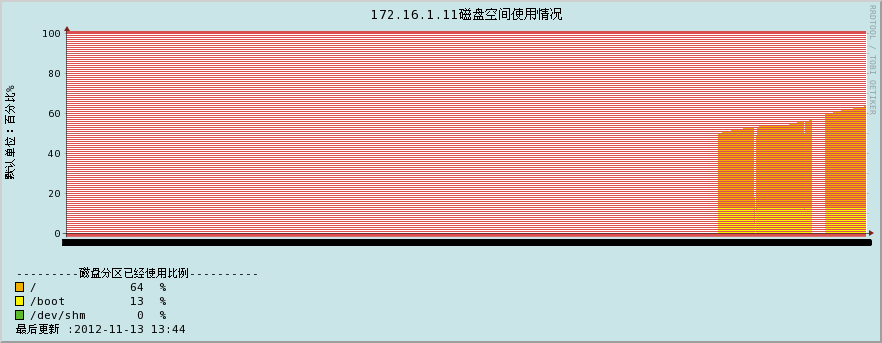 172.16.1.11磁盘空间使用情况
RRDTOOL / TOBI OETIKER
默认单位：百分比%
100
80
60
40
20
0
---------磁盘分区已经使用比例----------
/ 64 %
/boot 13 %
/dev/shm 0 %
最后更新 :2012-11-13 13:44